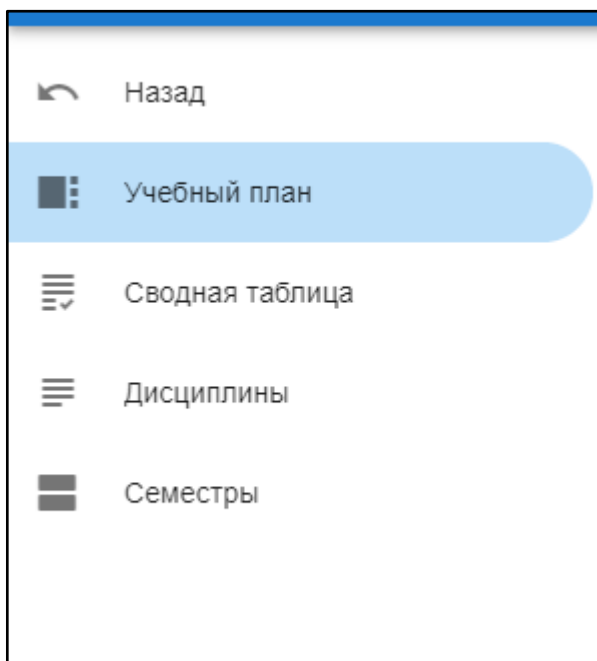 Назад
Учебный план
Сводная таблица
Дисциплины
Семестры